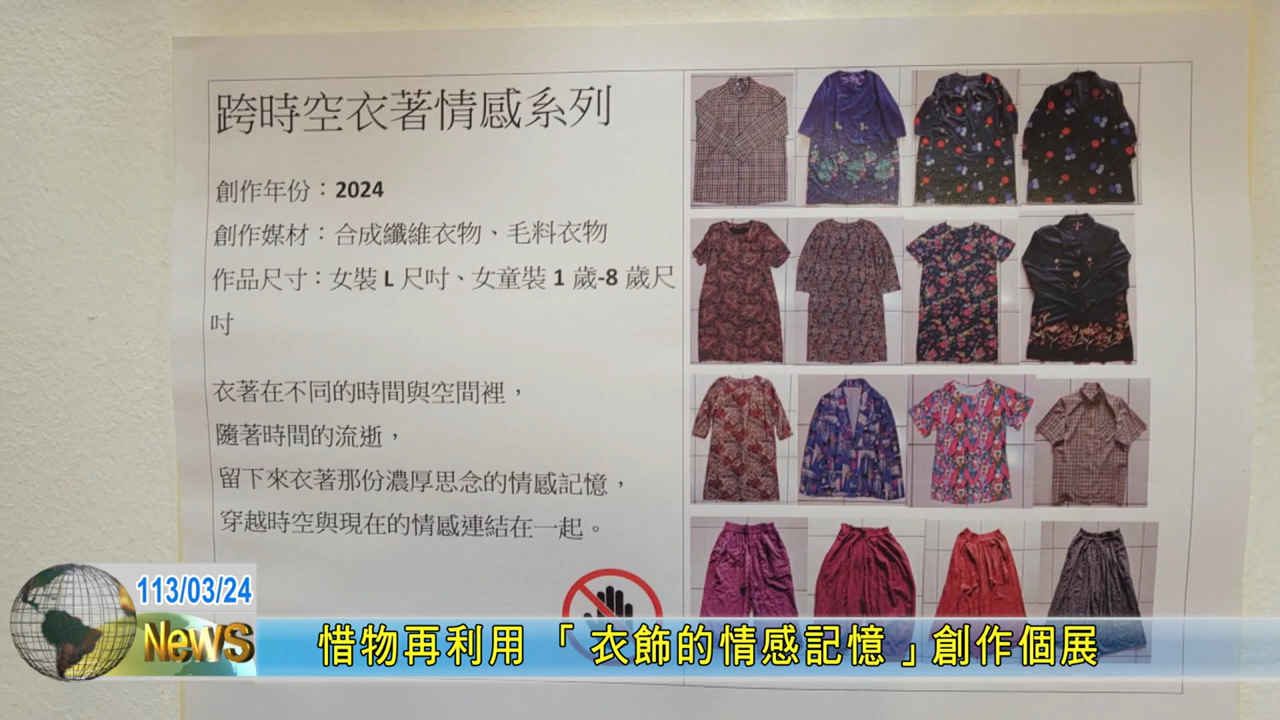 跨時空衣著情感系列
創作年份：2024
創作媒材：合成纖維衣物、毛料衣物
作品尺寸：女裝 L 尺吋、女童裝 1 歲-8 歲尺
吋
衣著在不同的時間與空間裡，
隨著時間的流逝，
留下來衣著那份濃厚思念的情感記憶，
穿越時空與現在的情感連結在一起。
113/03/24
NewS
惜物再利用 「衣飾的情感記憶」創作個展